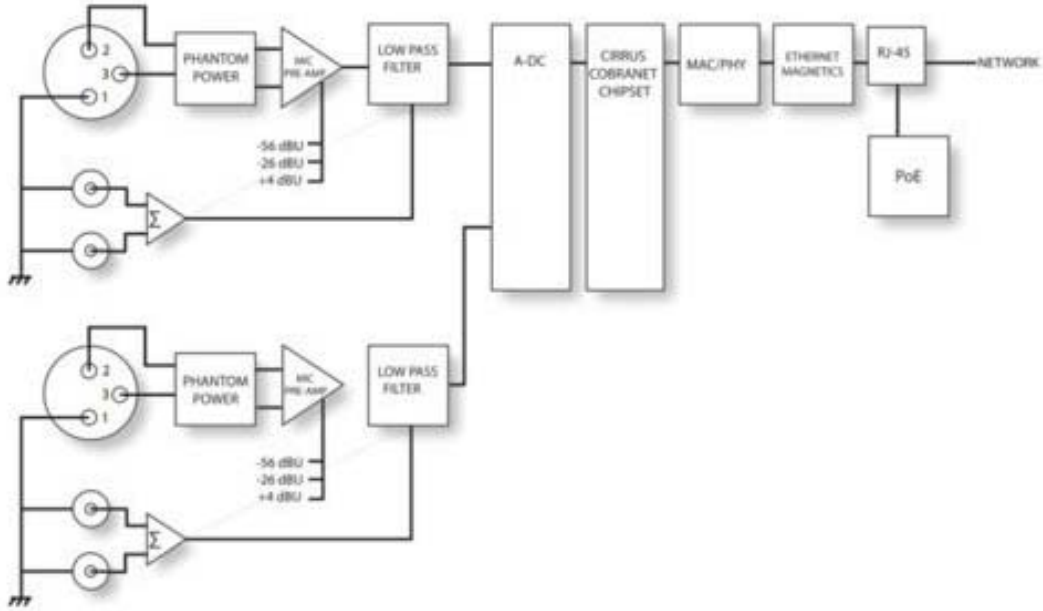 2
3
1
PHANTOM
POWER
MIC
PRE-AMP
LOW PASS
FILTER
A-DC
CIRRUS
COBRANET
CHIPSET
MAC/PHY
ETHERNET
MAGNETICS
RJ-45
NETWORK
PoE
-56 dBU
-26 dBU
+4 dBU
Σ
2
3
1
PHANTOM
POWER
MIC
PRE-AMP
LOW PASS
FILTER
-56 dBU
-26 dBU
+4 dBU
Σ